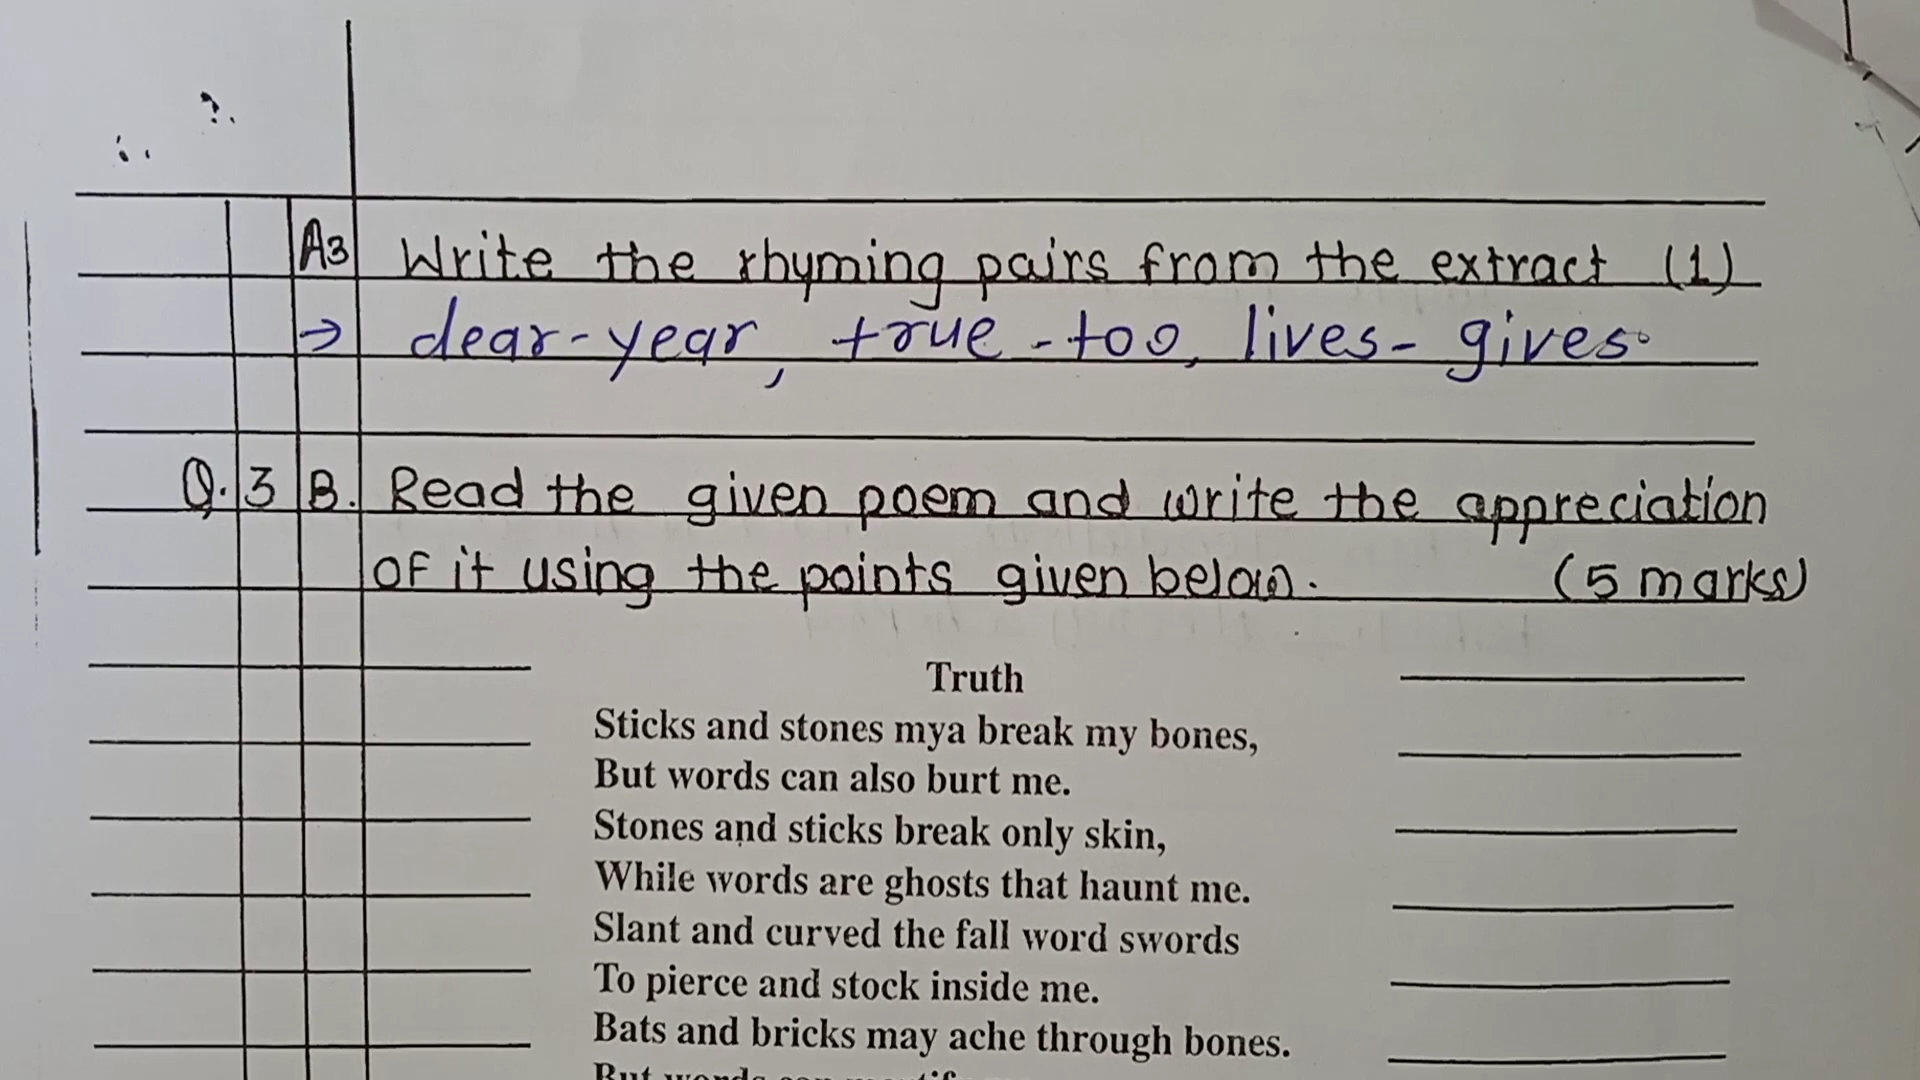 A3 Write the rhyming pairs from the extract (1)
→ dear-year, true-too, lives-gives.
Q. 3 B. Read the given poem and write the appreciation
of it using the points given below. (5 marks)
Truth
Sticks and stones mya break my bones,
But words can also burt me.
Stones and sticks break only skin,
While words are ghosts that haunt me.
Slant and curved the fall word swords
To pierce and stock inside me.
Bats and bricks may ache through bones.
But words can